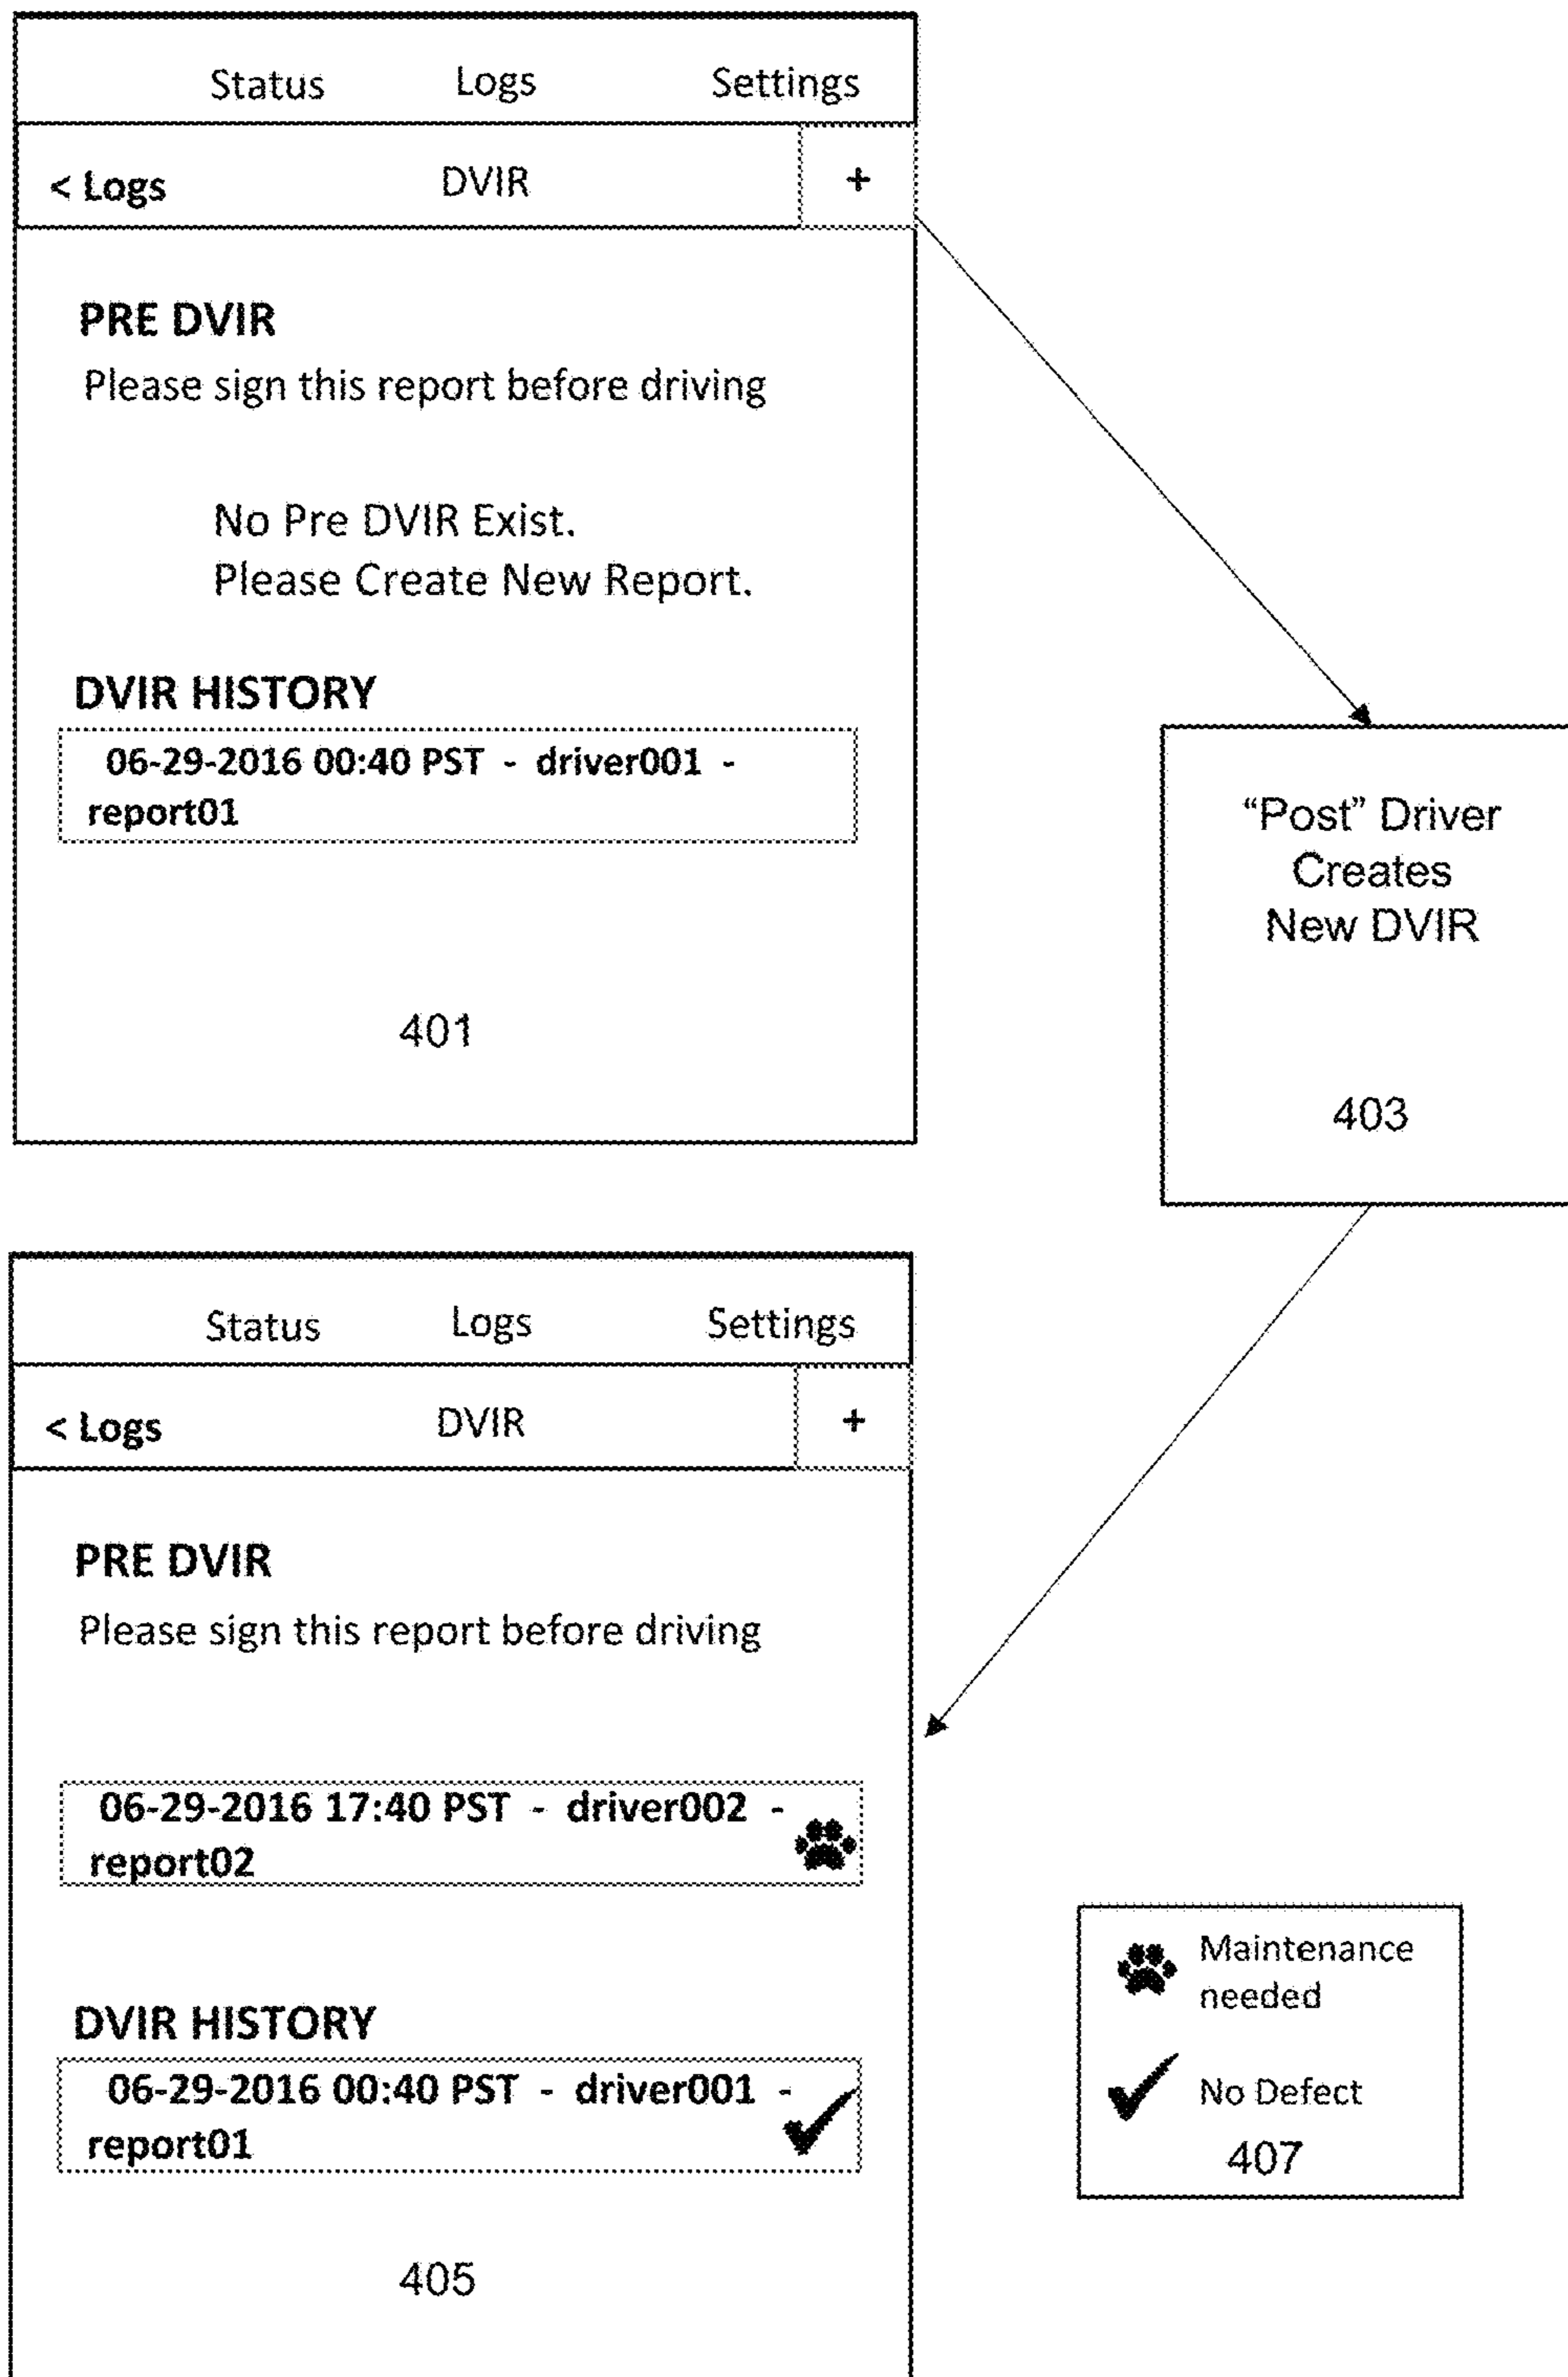 Status Logs Settings
< Logs DVIR +
PRE DVIR
Please sign this report before driving
No Pre DVIR Exist.
Please Create New Report.
DVIR HISTORY
06-29-2016 00:40 PST - driver001 -
report01
401
“Post” Driver
Creates
New DVIR
403
Status Logs Settings
< Logs DVIR +
PRE DVIR
Please sign this report before driving
06-29-2016 17:40 PST - driver002 -
report02
DVIR HISTORY
06-29-2016 00:40 PST - driver001 -
report01
405
Maintenance
needed
No Defect
407